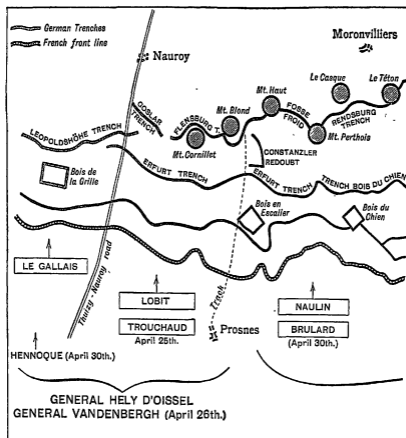 German Trenches
French front line
Nauroy
Moronvilliers
Le Casque
Le Téton
Mt. Haut
Mt. Blond
GOSLAR
TRENCH
FLENSBURG T.
FOSSE
FROID
RENDSBURG
TRENCH
LEOPOLDSHÖHE TRENCH
Mt. Cornillet
Mt. Perthois
CONSTANZLER
REDOUBT
Bois de
la Grille
ERFURT TRENCH
ERFURT TRENCH
TRENCH BOIS DU CHIEN
Bois en
Escalier
Bois du
Chien
LE GALLAIS
Thuizy-Nauroy road
LOBIT
TROUCHAUD
April 25th.
Track
Prosnes
NAULIN
BRULARD
(April 30th)
HENNOQUE (April 30th.)
GENERAL HELY D'OISSEL
GENERAL VANDENBERGH (April 26th.)